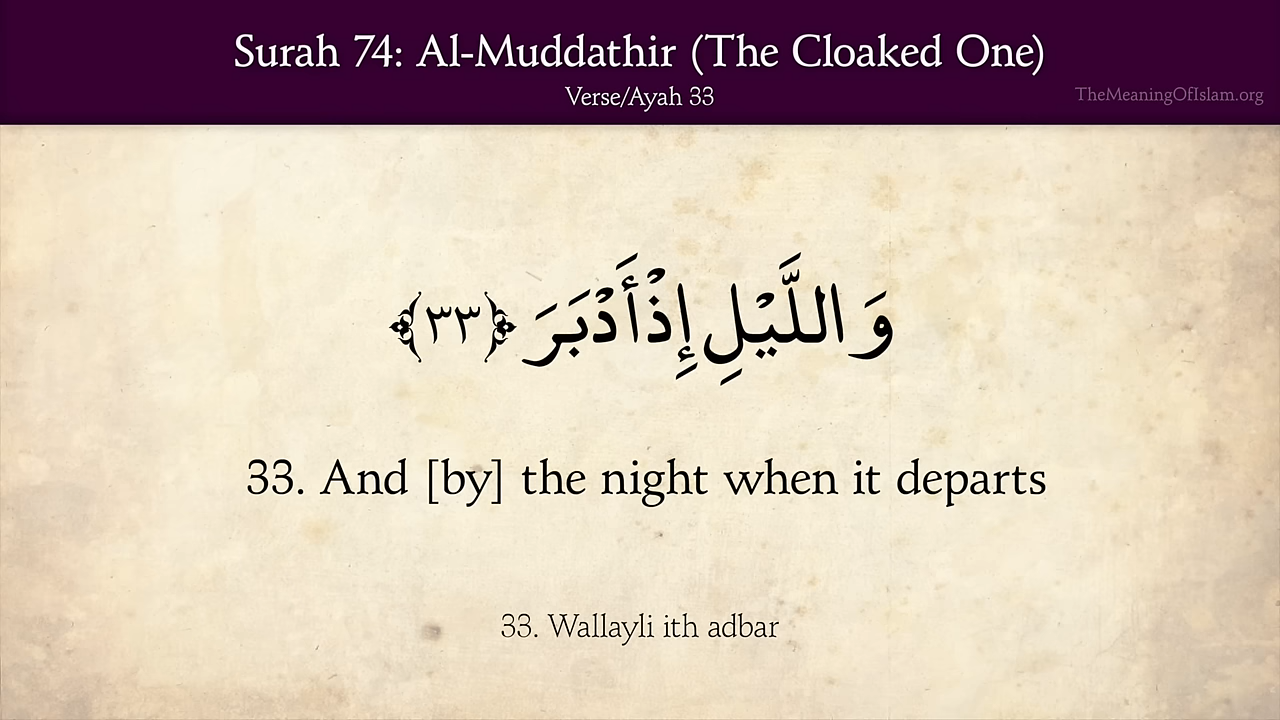 Surah 74: Al-Muddathir (The Cloaked One)
Verse/Ayah 33
TheMeaningOfIslam.org
وَاللَّيْلِ إِذْ أَدْبَرَ ﴿٣٣﴾
33. And [by] the night when it departs
33. Wallayli ith adbar